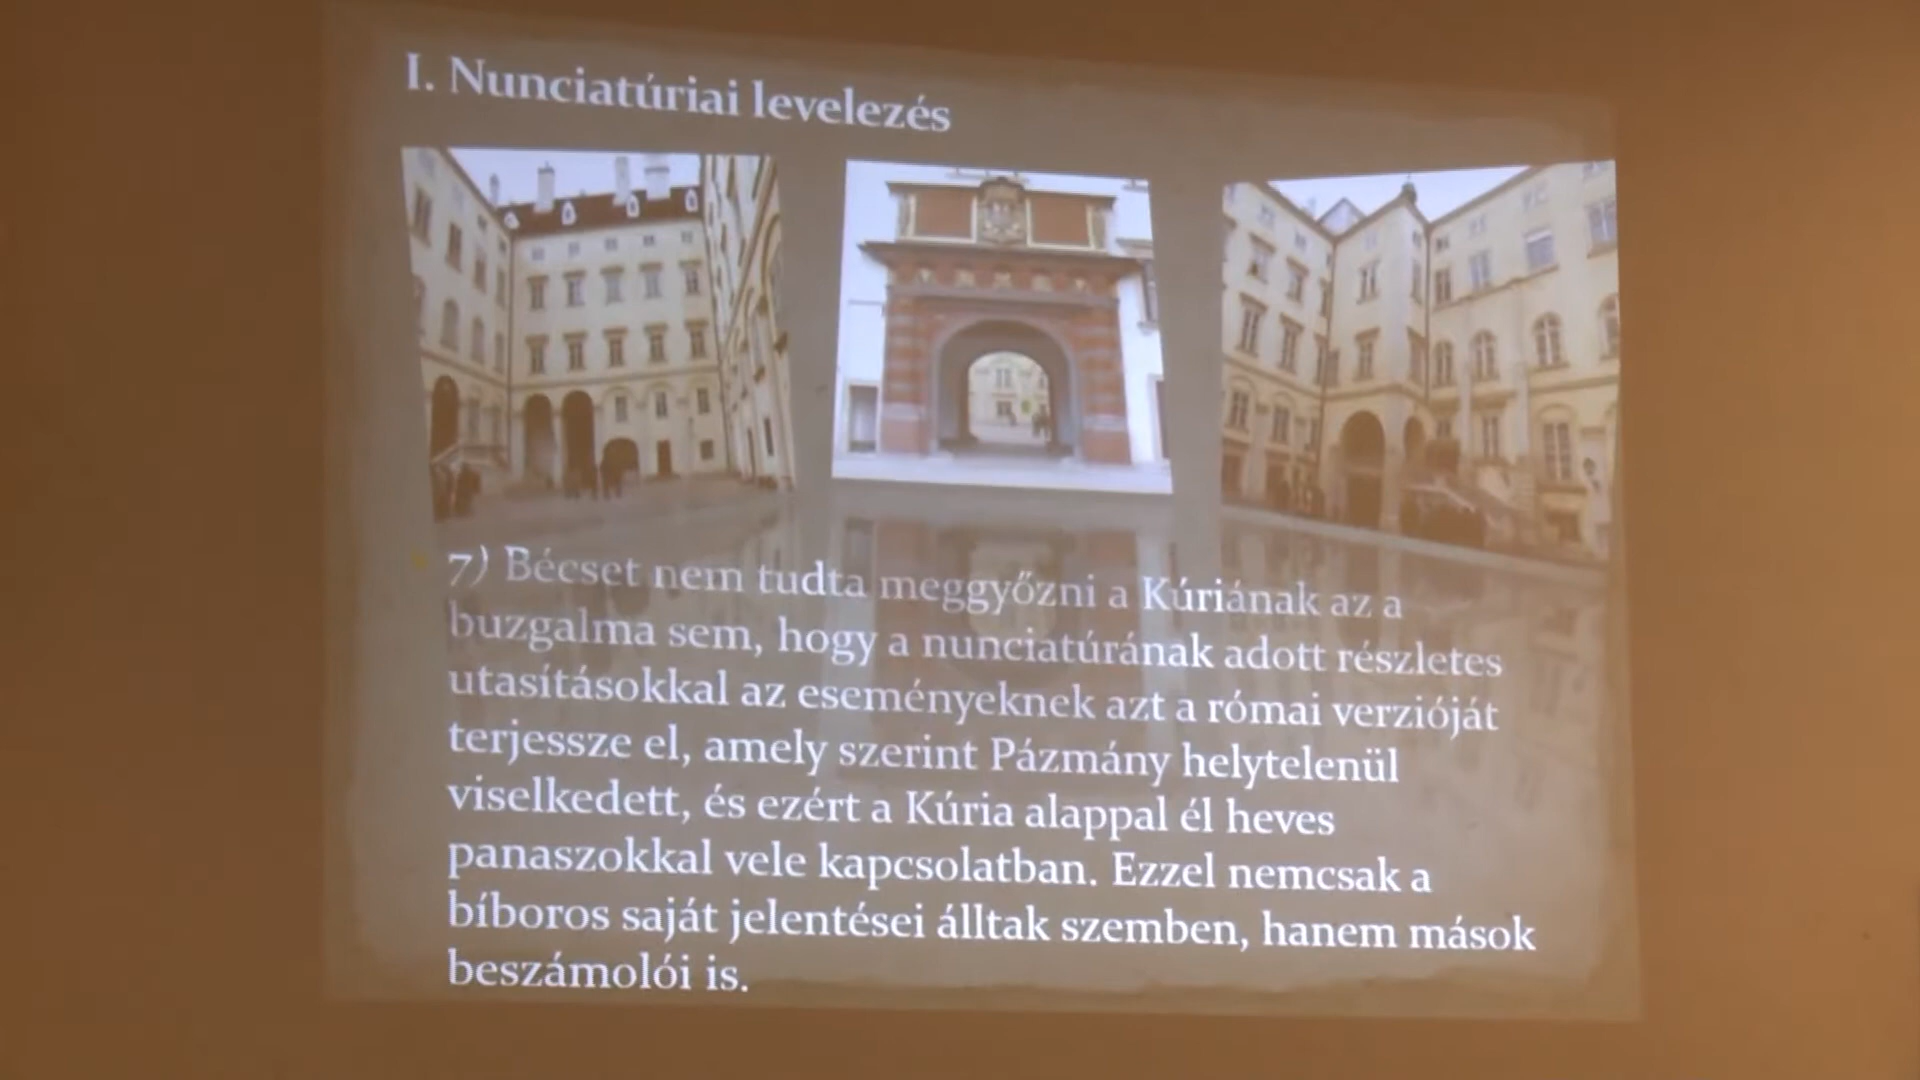 I. Nunciatúriai levelezés
7) Bécset nem tudta meggyőzni a Kúriának az a
buzgalma sem, hogy a nunciatúrának adott részletes
utasításokkal az eseményeknek azt a római verzióját
terjessze el, amely szerint Pázmány helytelenül
viselkedett, és ezért a Kúria alappal él heves
panaszokkal vele kapcsolatban. Ezzel nemcsak a
bíboros saját jelentései álltak szemben, hanem mások
beszámolói is.